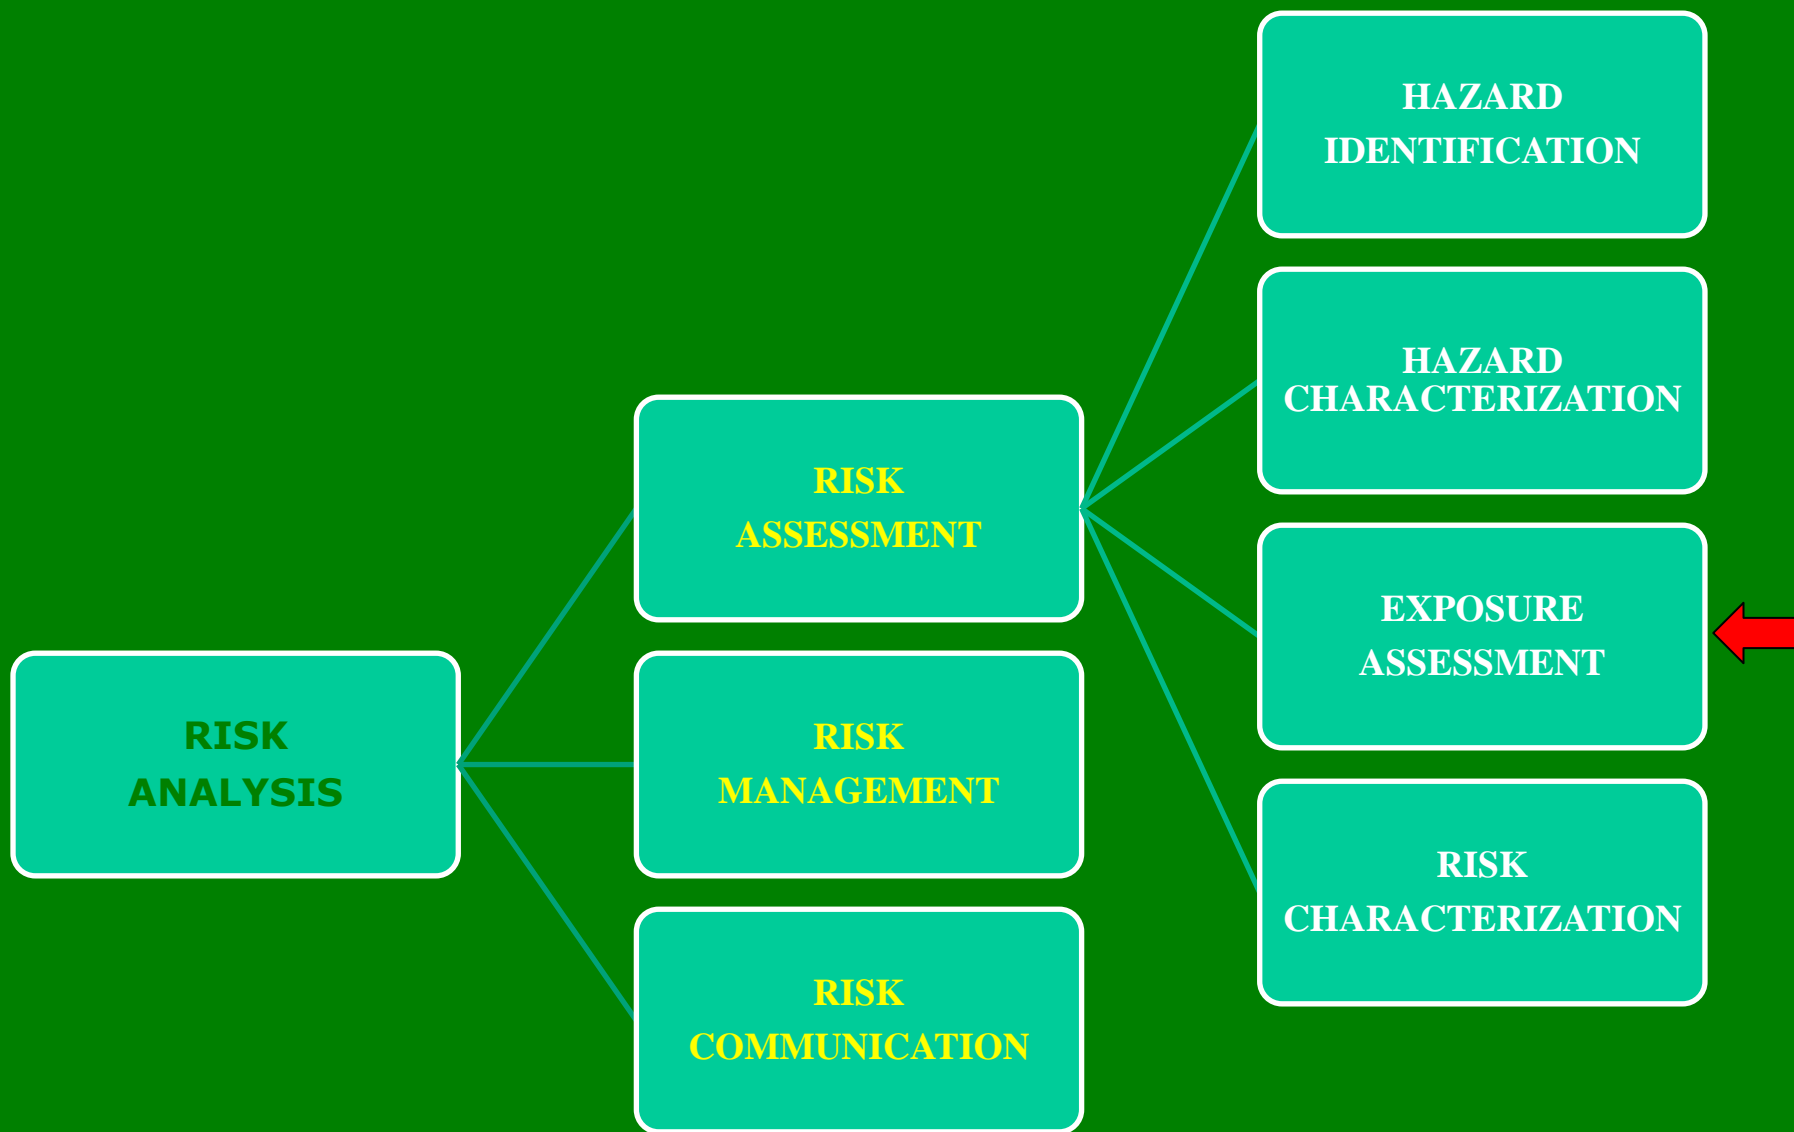 RISK
ANALYSIS
RISK
ASSESSMENT
RISK
MANAGEMENT
RISK
COMMUNICATION
HAZARD
IDENTIFICATION
HAZARD
CHARACTERIZATION
EXPOSURE
ASSESSMENT
RISK
CHARACTERIZATION